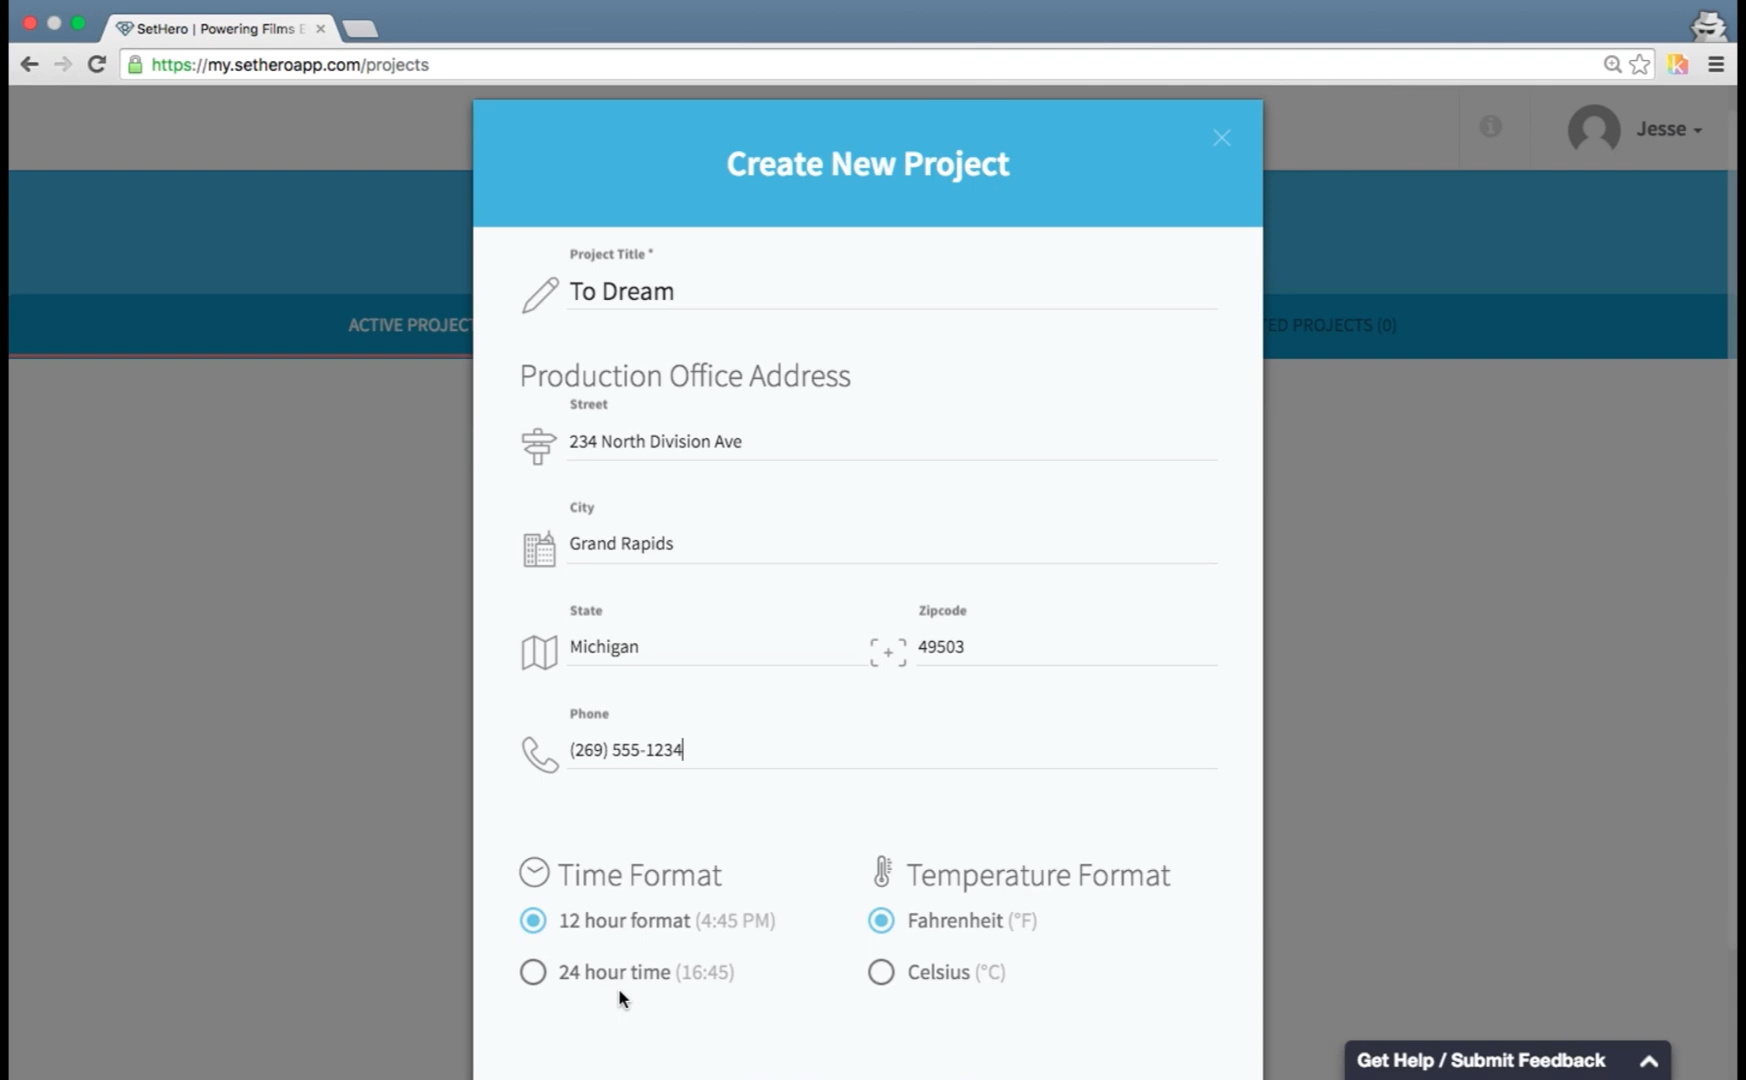 SetHero | Powering Films E
https://my.setheroapp.com/projects
Jesse
Create New Project
Project Title *
To Dream
ACTIVE PROJECT
TED PROJECTS (0)
Production Office Address
Street
234 North Division Ave
City
Grand Rapids
State
Zipcode
Michigan
49503
Phone
(269) 555-1234
Time Format
Temperature Format
12 hour format (4:45 PM)
Fahrenheit (°F)
24 hour time (16:45)
Celsius (°C)
Get Help / Submit Feedback